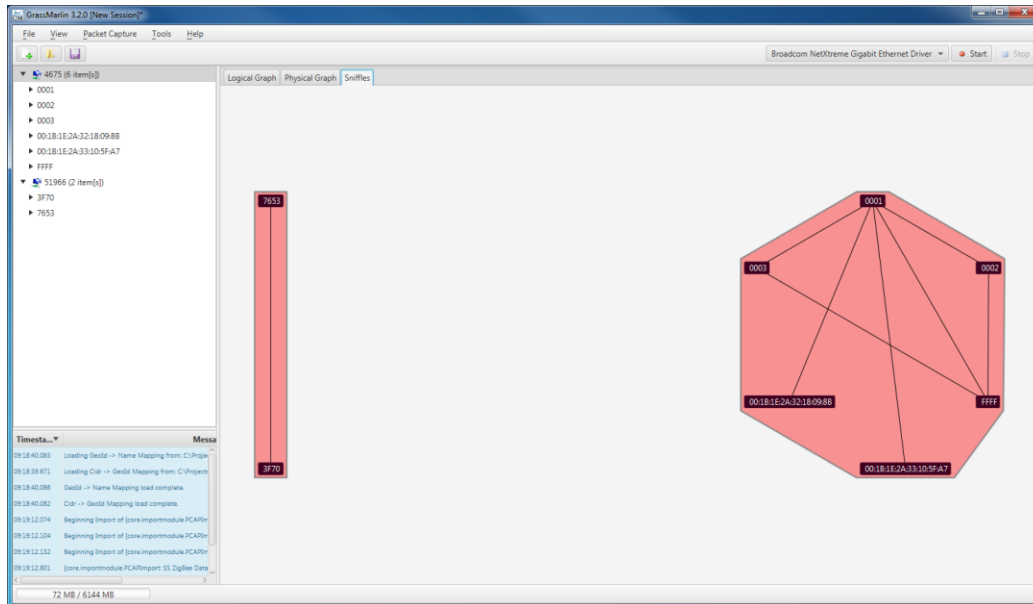 GrassMarlin 3.2.0 [New Session]*
File View Packet Capture Tools Help
Broadcom NetXtreme Gigabit Ethernet Driver Start Stop
4675 (6 item[s])
0001
0002
0003
00:1B:1E:2A:32:18:09:8B
00:1B:1E:2A:33:10:5F:A7
FFFF
51966 (2 item[s])
3F70
7653
Logical Graph Physical Graph Sniffles
7653
3F70
0001
0003
0002
00:1B:1E:2A:32:18:09:8B
FFFF
00:1B:1E:2A:33:10:5F:A7
Timesta... Messa
09:18:40.083 Loading GeoId -> Name Mapping from: C:\Projec
09:18:39.671 Loading Cidr -> GeoId Mapping from: C:\Projects
09:18:40.086 GeoId -> Name Mapping load complete.
09:18:40.082 Cidr -> GeoId Mapping load complete.
09:19:12.074 Beginning Import of [core.importmodule.PCAPIm
09:19:12.104 Beginning Import of [core.importmodule.PCAPIm
09:19:12.132 Beginning Import of [core.importmodule.PCAPIm
09:19:12.801 [core.importmodule.PCAPImport: SS ZigBee Data
72 MB / 6144 MB